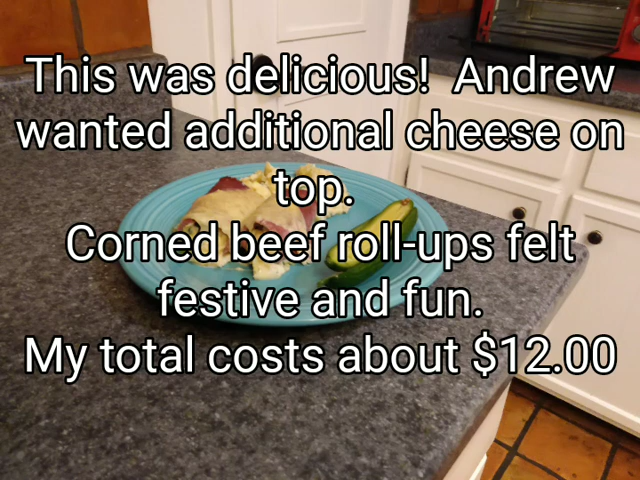 This was delicious!  Andrew
wanted additional cheese on
top.
Corned beef roll-ups felt
festive and fun.
My total costs about $12.00